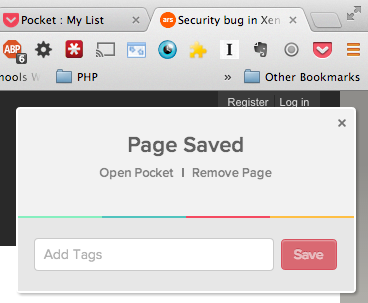 Pocket : My List
ars Security bug in Xen
ABP 6
PHP » Other Bookmarks
Register Log in
Page Saved
Open Pocket | Remove Page
Add Tags Save